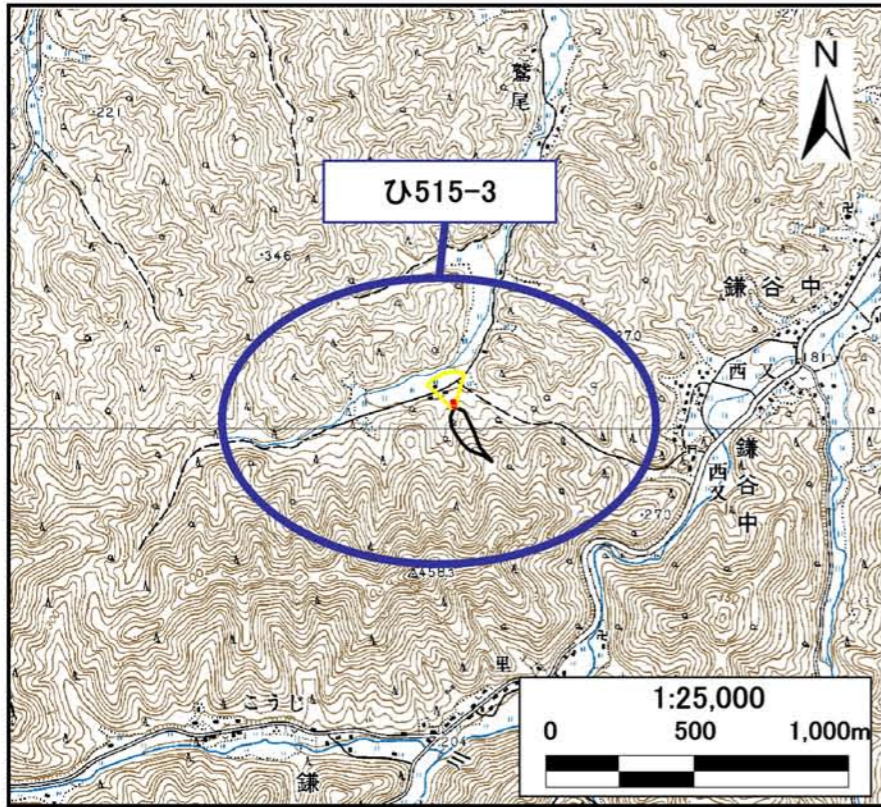 N
鷲尾
・221
ひ515-3
・346
鎌谷中
270
181
西又
鎌谷中
西又
・270
△4583
里
こうじ
204
鎌
1:25,000
0 500 1,000m